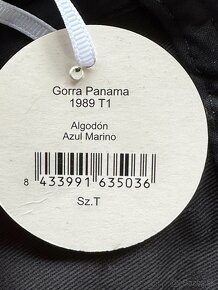 Gorra Panama
1989 T1
Algodón
Azul Marino
8 433991 635036
Sz.T